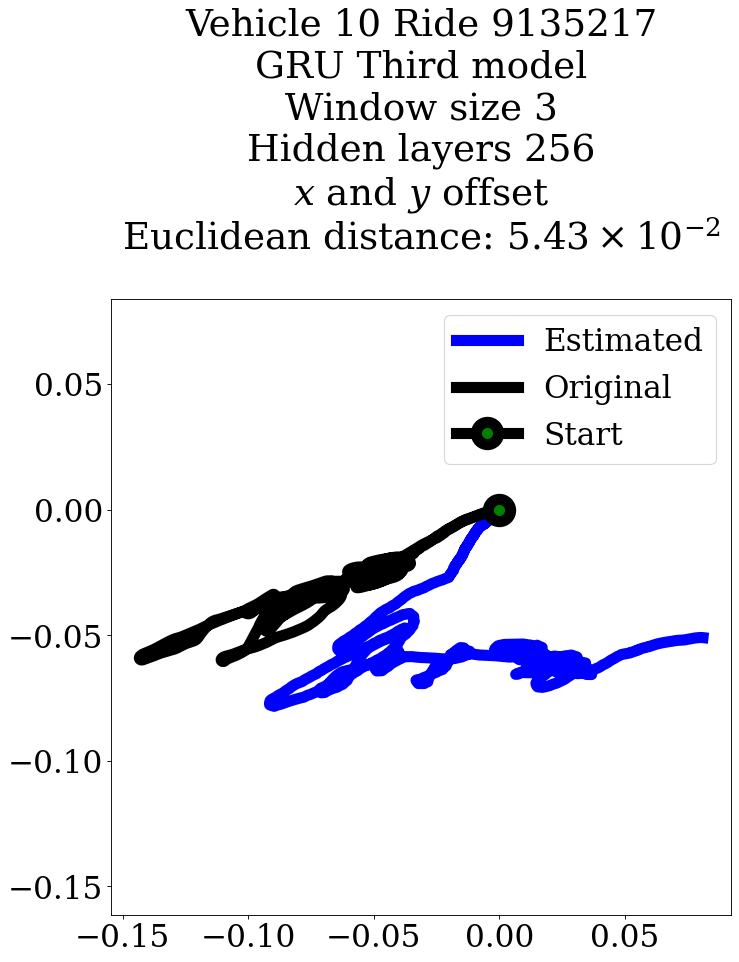 Vehicle 10 Ride 9135217
GRU Third model
Window size 3
Hidden layers 256
x and y offset
Euclidean distance: 5.43 × 10⁻²
Estimated
Original
Start
0.05
0.00
−0.05
−0.10
−0.15
−0.15 −0.10 −0.05 0.00 0.05